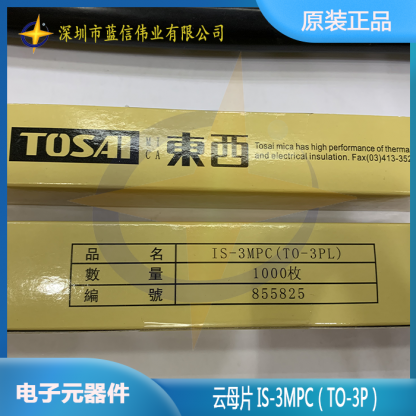 深圳市蓝信伟业有限公司
原装正品
TOSAI MI CA 東西
Tosai mica has high performance of therma
and electrical insulation. Fax(03)413-352
品名 IS-3MPC(TO-3PL)
數量 1000枚
編號 855825
电子元器件
云母片 IS-3MPC ( TO-3P )